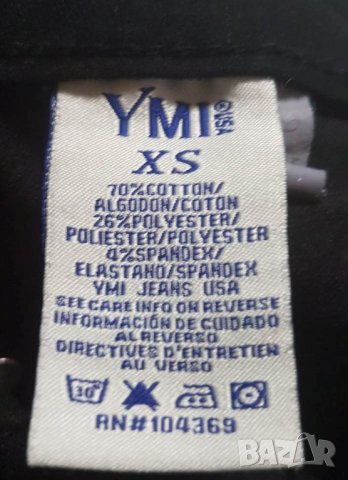 YMI ®USA
XS
70%COTTON/
ALGODON/COTON
26%POLYESTER/
POLIESTER/POLYESTER
4%SPANDEX/
ELASTANO/SPANDEX
YMI JEANS USA
SEE CARE INFO ON REVERSE
INFORMACIÓN DE CUIDADO
AL REVERSO
DIRECTIVES D'ENTRETIEN
AU VERSO
30°
RN#104369
BAZAR